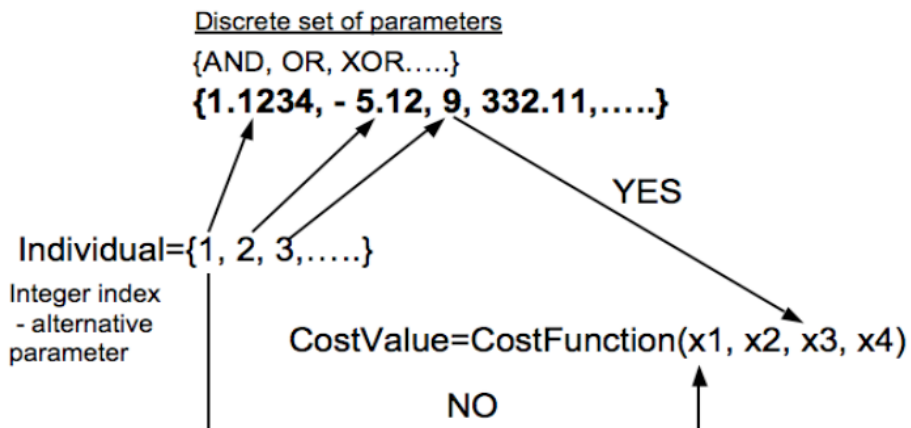 Discrete set of parameters
{AND, OR, XOR.....}
{1.1234, - 5.12, 9, 332.11,.....}
YES
Individual={1, 2, 3,.....}
Integer index
- alternative
parameter
CostValue=CostFunction(x1, x2, x3, x4)
NO